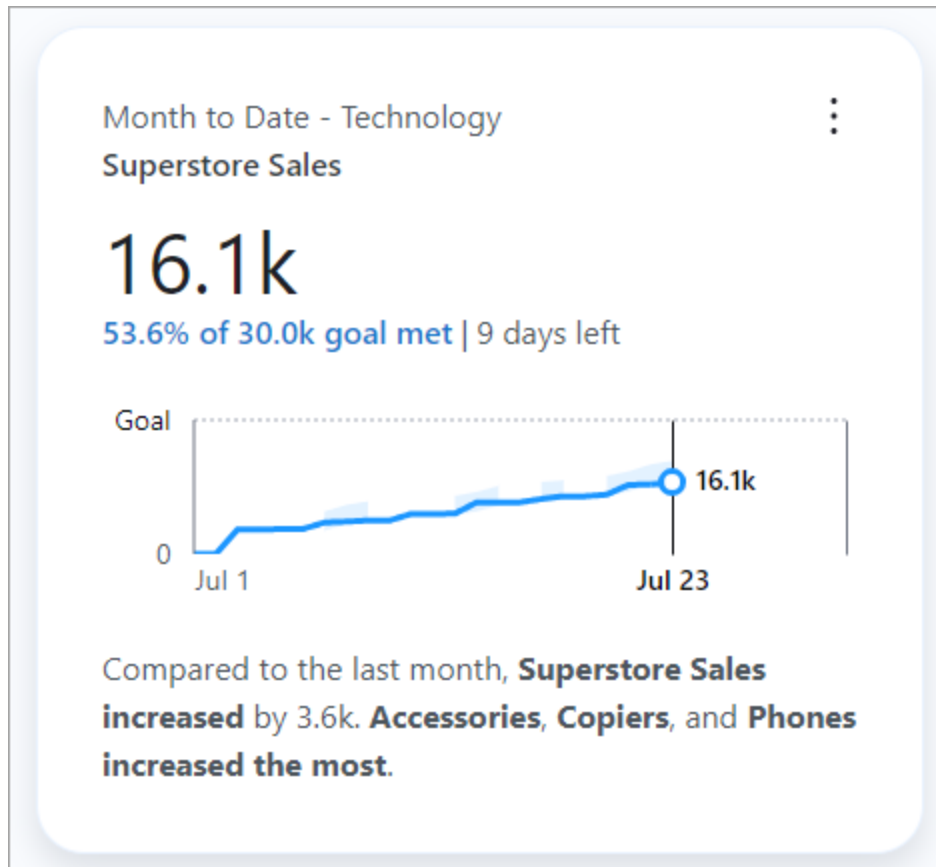 Month to Date - Technology
Superstore Sales
16.1k
53.6% of 30.0k goal met | 9 days left
Goal
16.1k
0
Jul 1
Jul 23
Compared to the last month, Superstore Sales
increased by 3.6k. Accessories, Copiers, and Phones
increased the most.